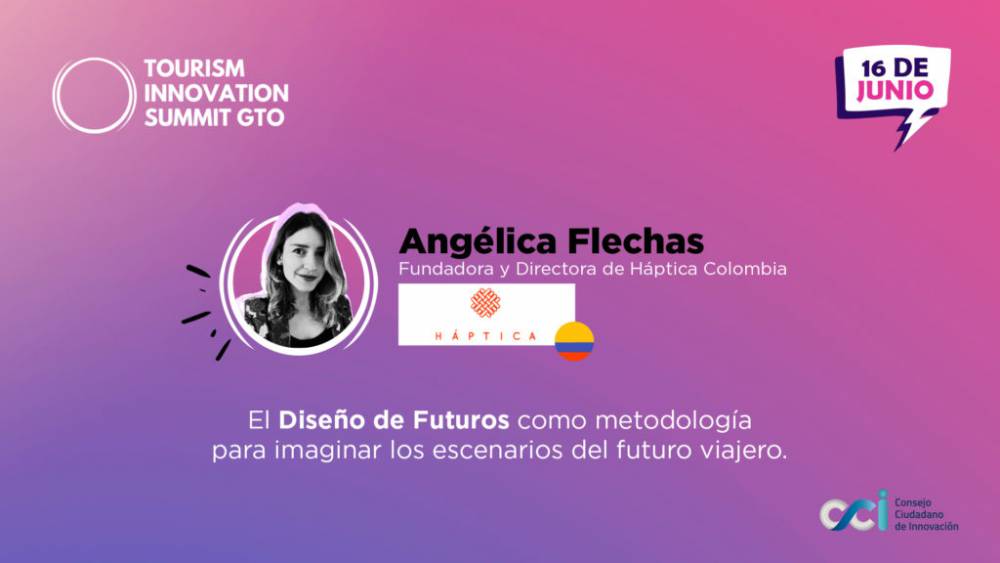 TOURISM
INNOVATION
SUMMIT GTO
16 DE
JUNIO
Angélica Flechas
Fundadora y Directora de Háptica Colombia
HÁPTICA
El Diseño de Futuros como metodología
para imaginar los escenarios del futuro viajero.
cci
Consejo
Ciudadano
de Innovación